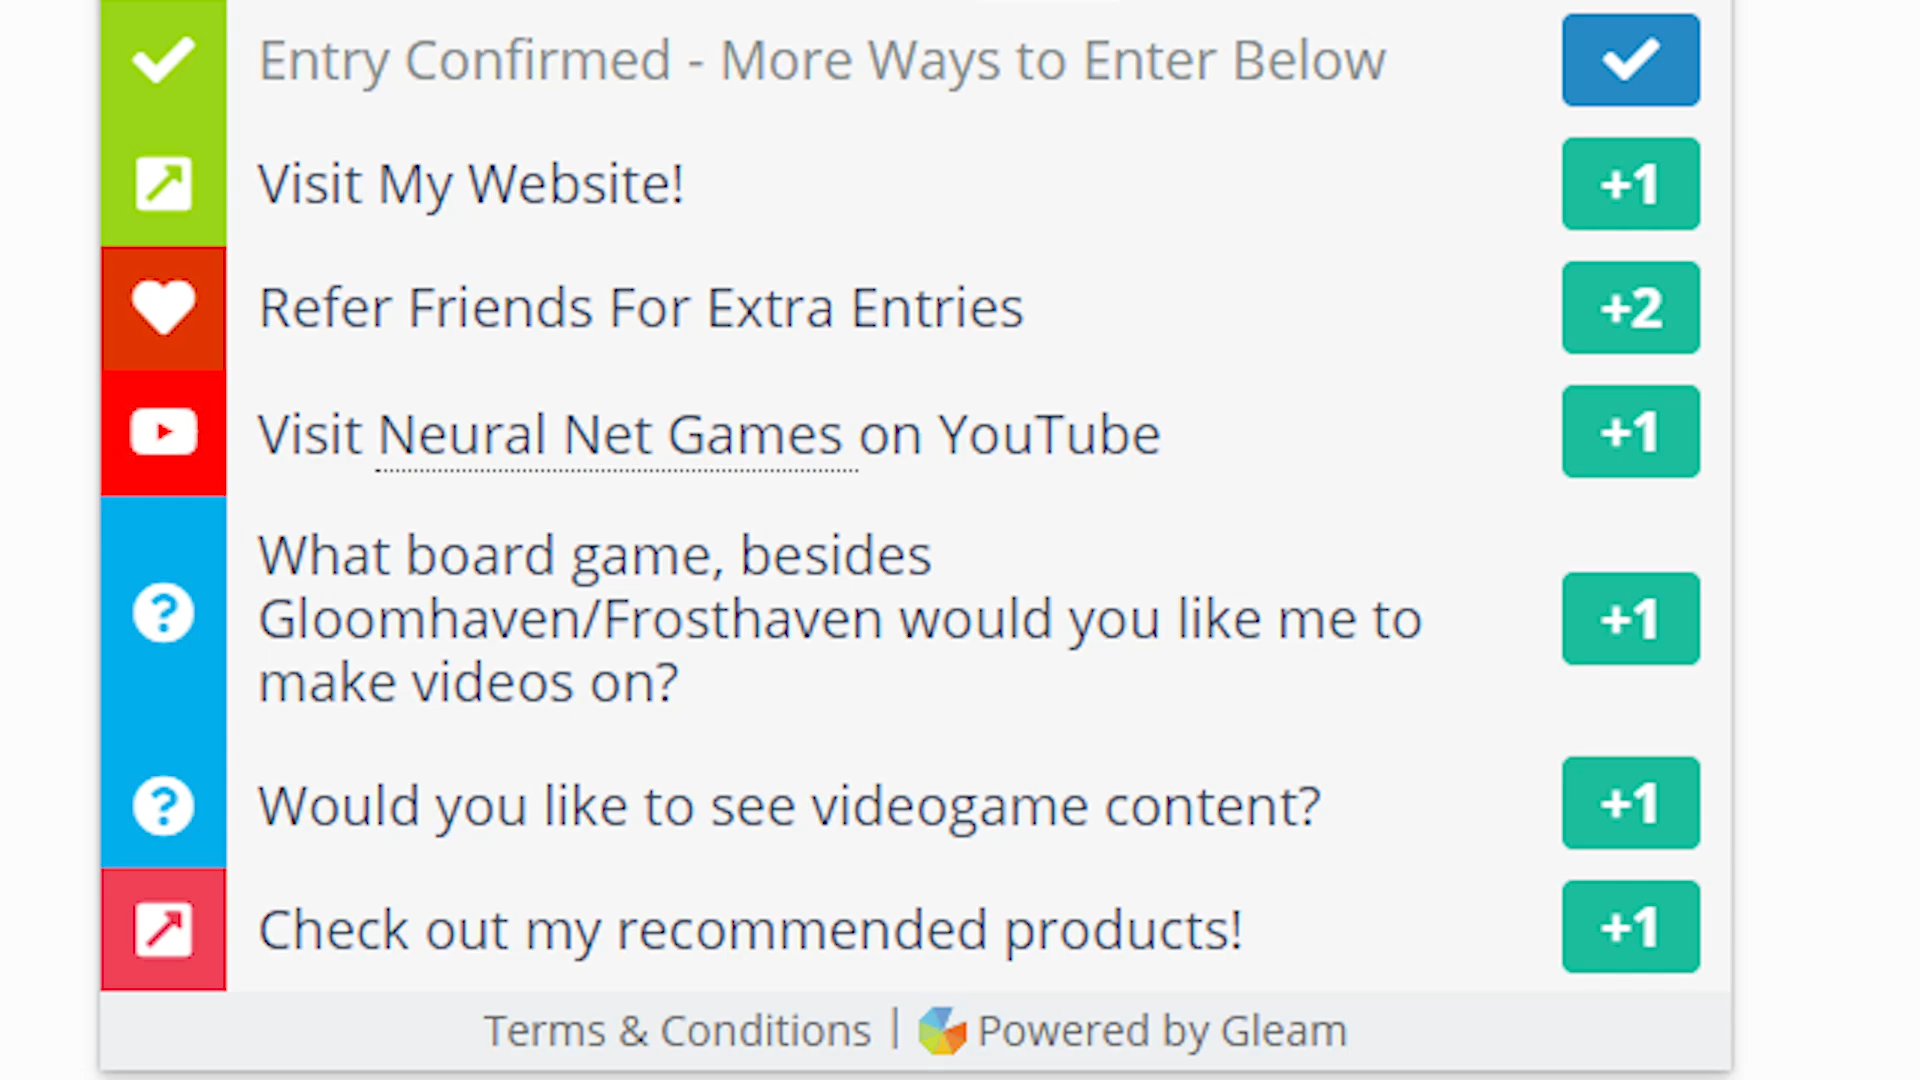 Entry Confirmed - More Ways to Enter Below
Visit My Website!
+1
Refer Friends For Extra Entries
+2
Visit Neural Net Games on YouTube
+1
What board game, besides
Gloomhaven/Frosthaven would you like me to
make videos on?
+1
Would you like to see videogame content?
+1
Check out my recommended products!
+1
Terms & Conditions | Powered by Gleam